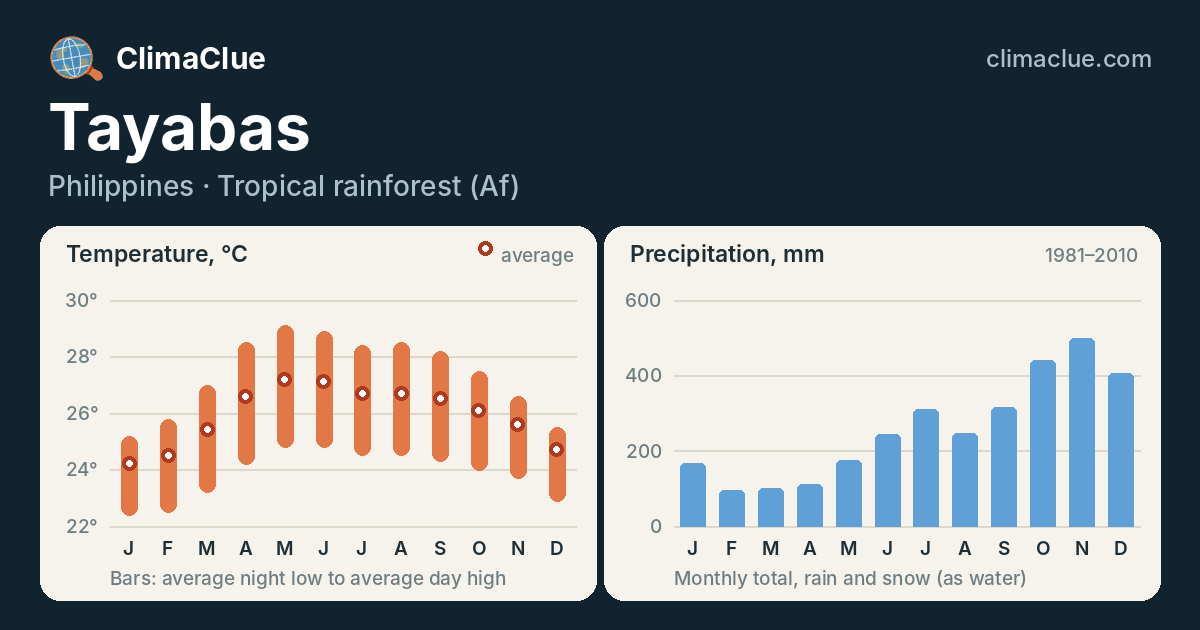 ClimaClue
climaclue.com
Tayabas
Philippines · Tropical rainforest (Af)
Temperature, °C
average
30°
28°
26°
24°
22°
J F M A M J J A S O N D
Bars: average night low to average day high
Precipitation, mm
1981–2010
600
400
200
0
J F M A M J J A S O N D
Monthly total, rain and snow (as water)